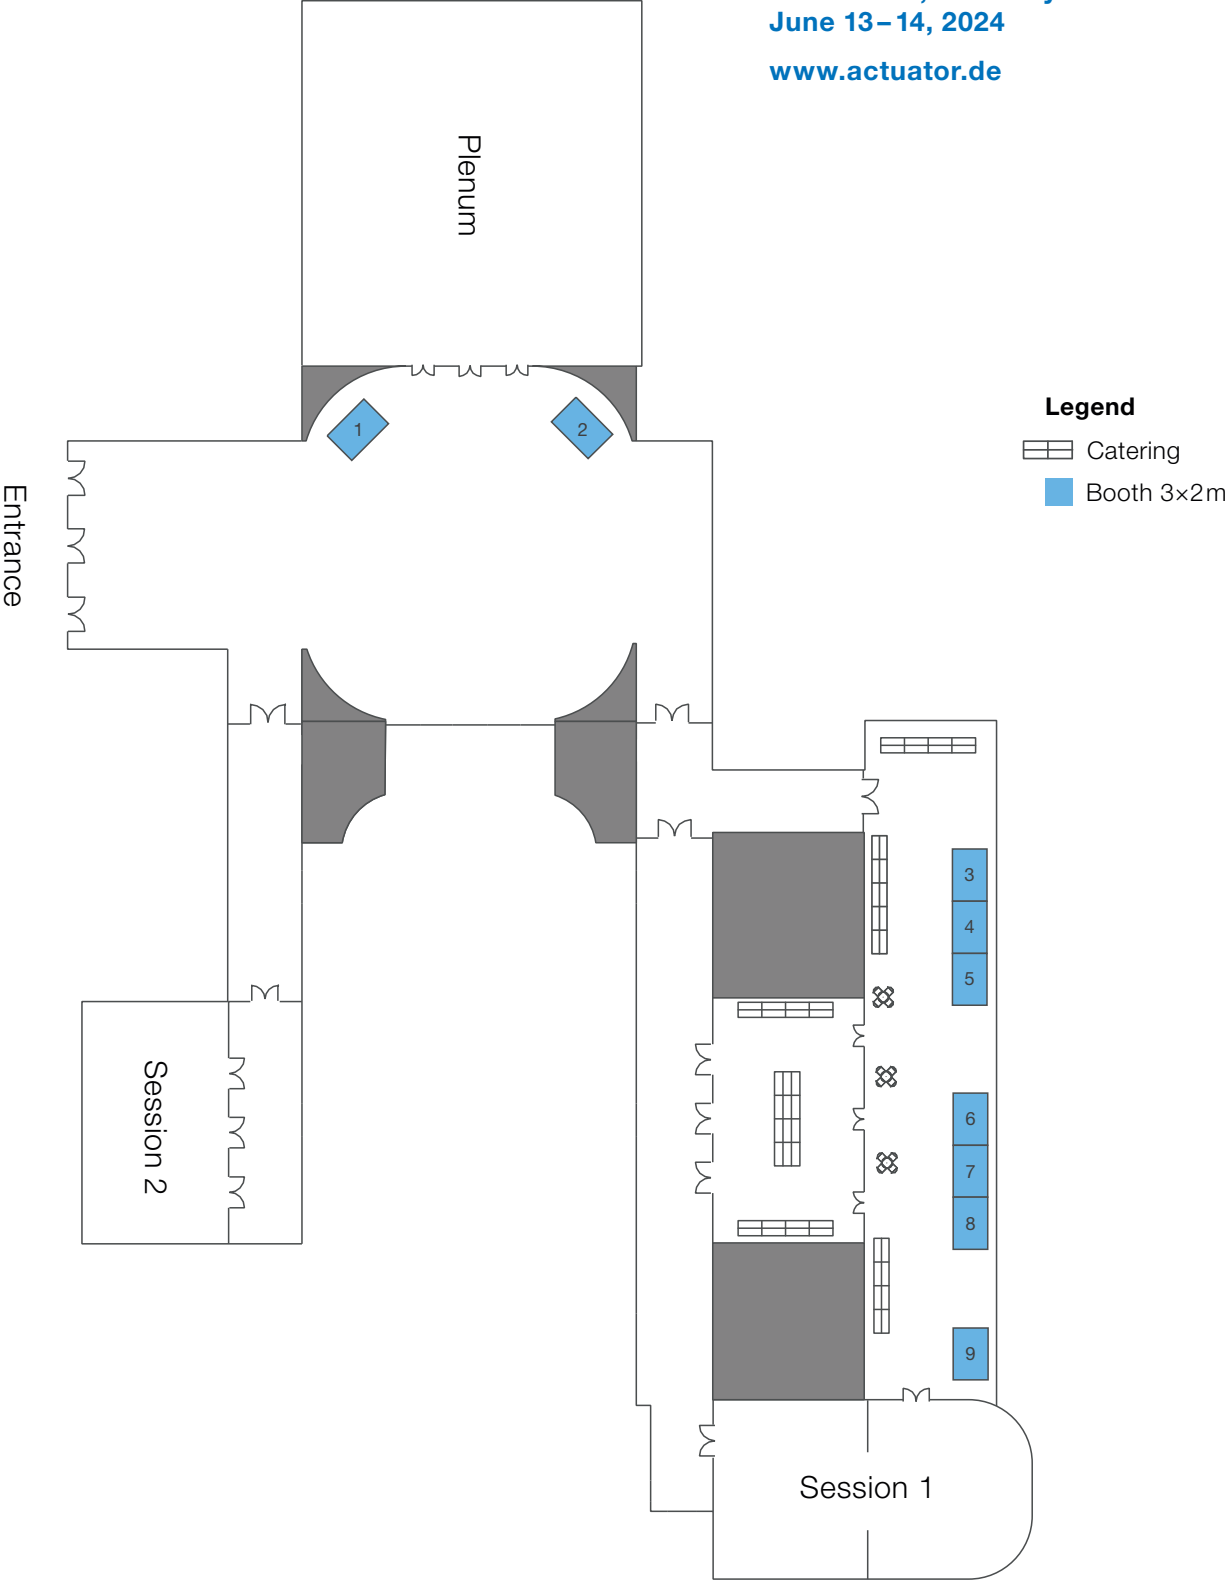 June 13–14, 2024
www.actuator.de
Plenum
Legend
Catering
Booth 3×2m
1
2
Entrance
3
4
5
6
7
8
9
Session 2
Session 1